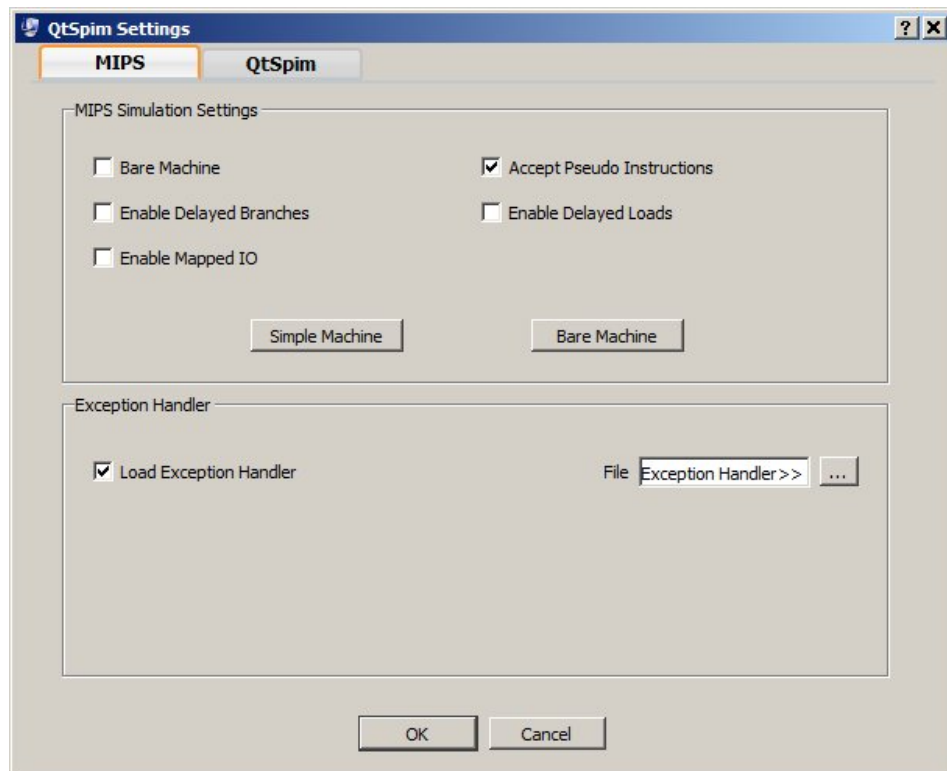 QtSpim Settings
MIPS QtSpim
MIPS Simulation Settings
Bare Machine Accept Pseudo Instructions
Enable Delayed Branches Enable Delayed Loads
Enable Mapped IO
Simple Machine Bare Machine
Exception Handler
Load Exception Handler File Exception Handler>> ...
OK Cancel